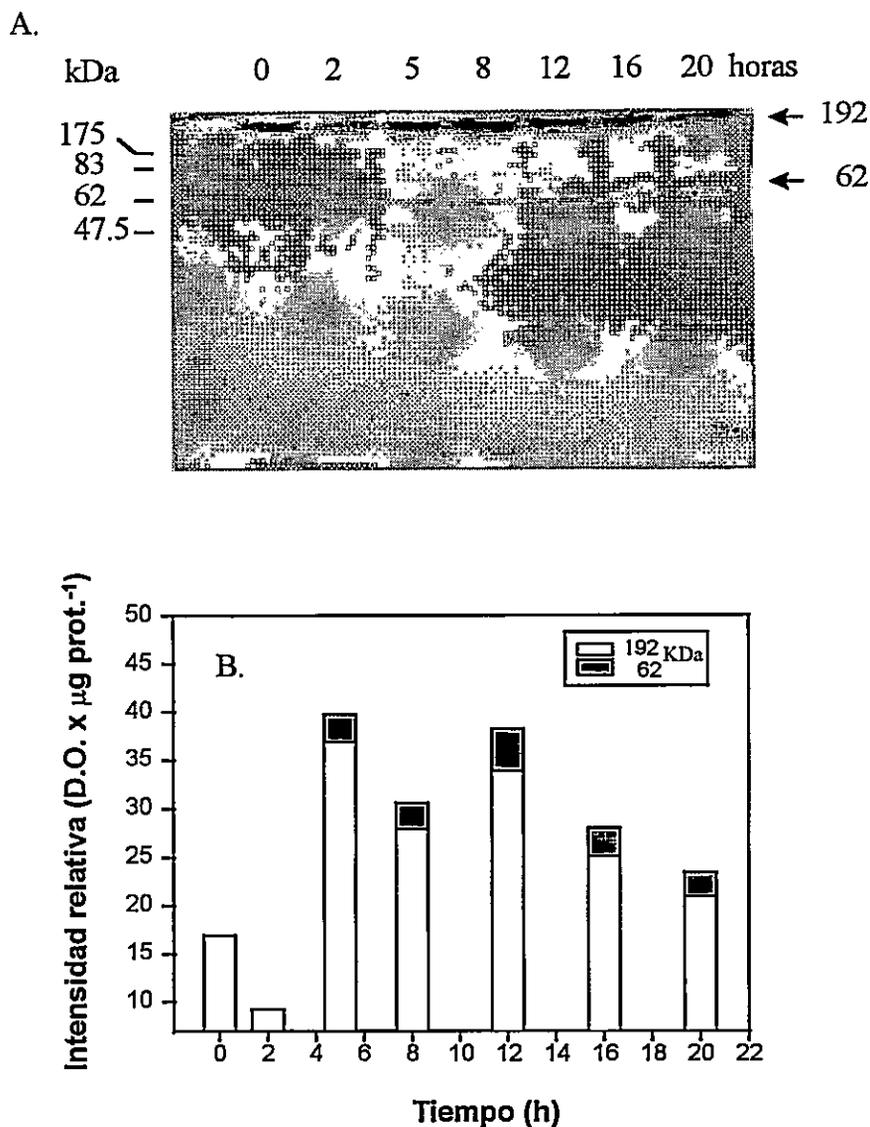 A.
kDa 0 2 5 8 12 16 20 horas
175
83
62
47.5
192
62
B.
192 KDa
62
50
45
40
35
30
25
20
15
10
Intensidad relativa (D.O. x µg prot.-1)
0 2 4 6 8 10 12 14 16 18 20 22
Tiempo (h)